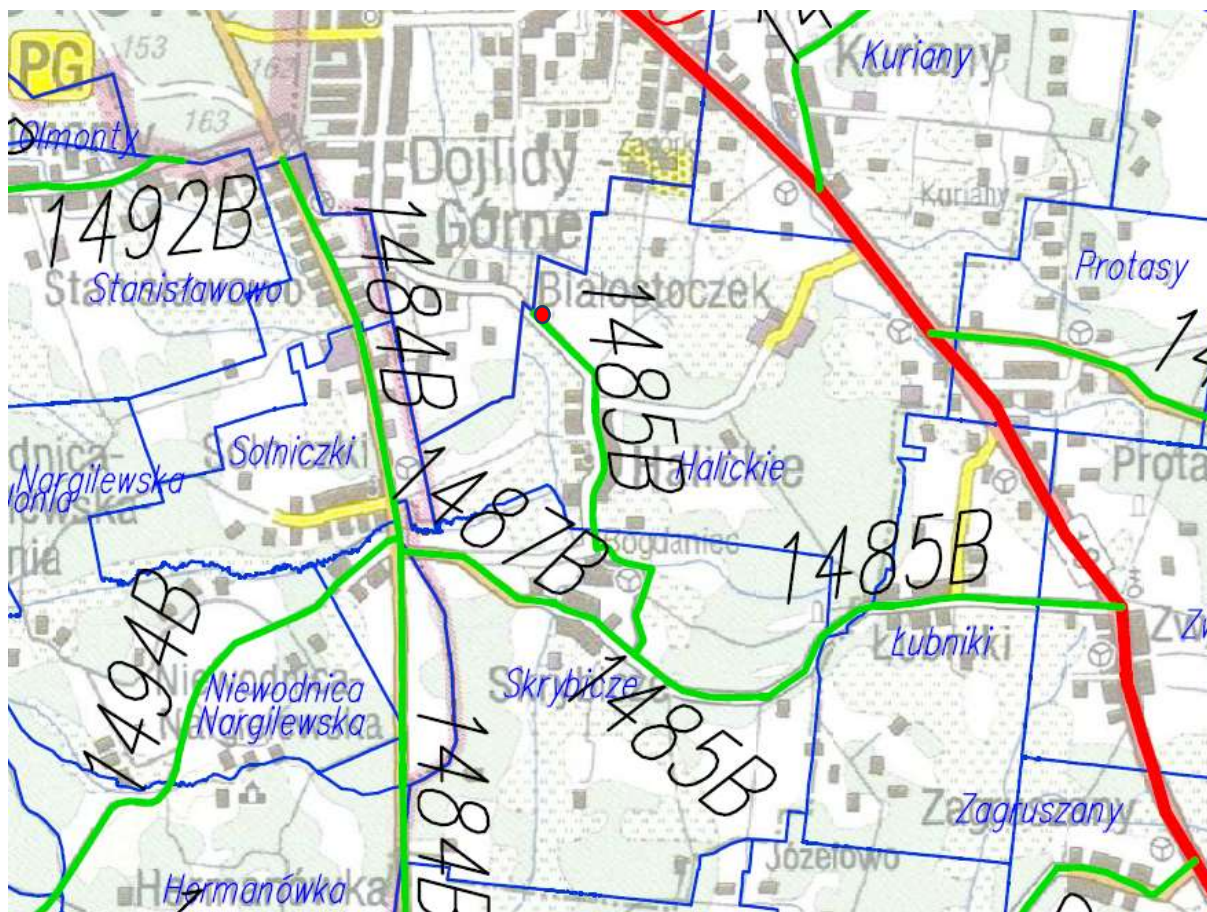 PG
153
163
Kuriany
Kuriany
Olmonty
Dojlidy
Górne
1492B
Kuriany
Protasy
Stanisławowo
1484B
Białostoczek
1485B
Solniczki
Halickie
Nargilewska
1487B
Bogdaniec
1485B
1494B
Łubniki
Skrybicze
Niewodnica
Nargilewska
1485B
1484B
Zagruszany
Józefowo
Hermanówka